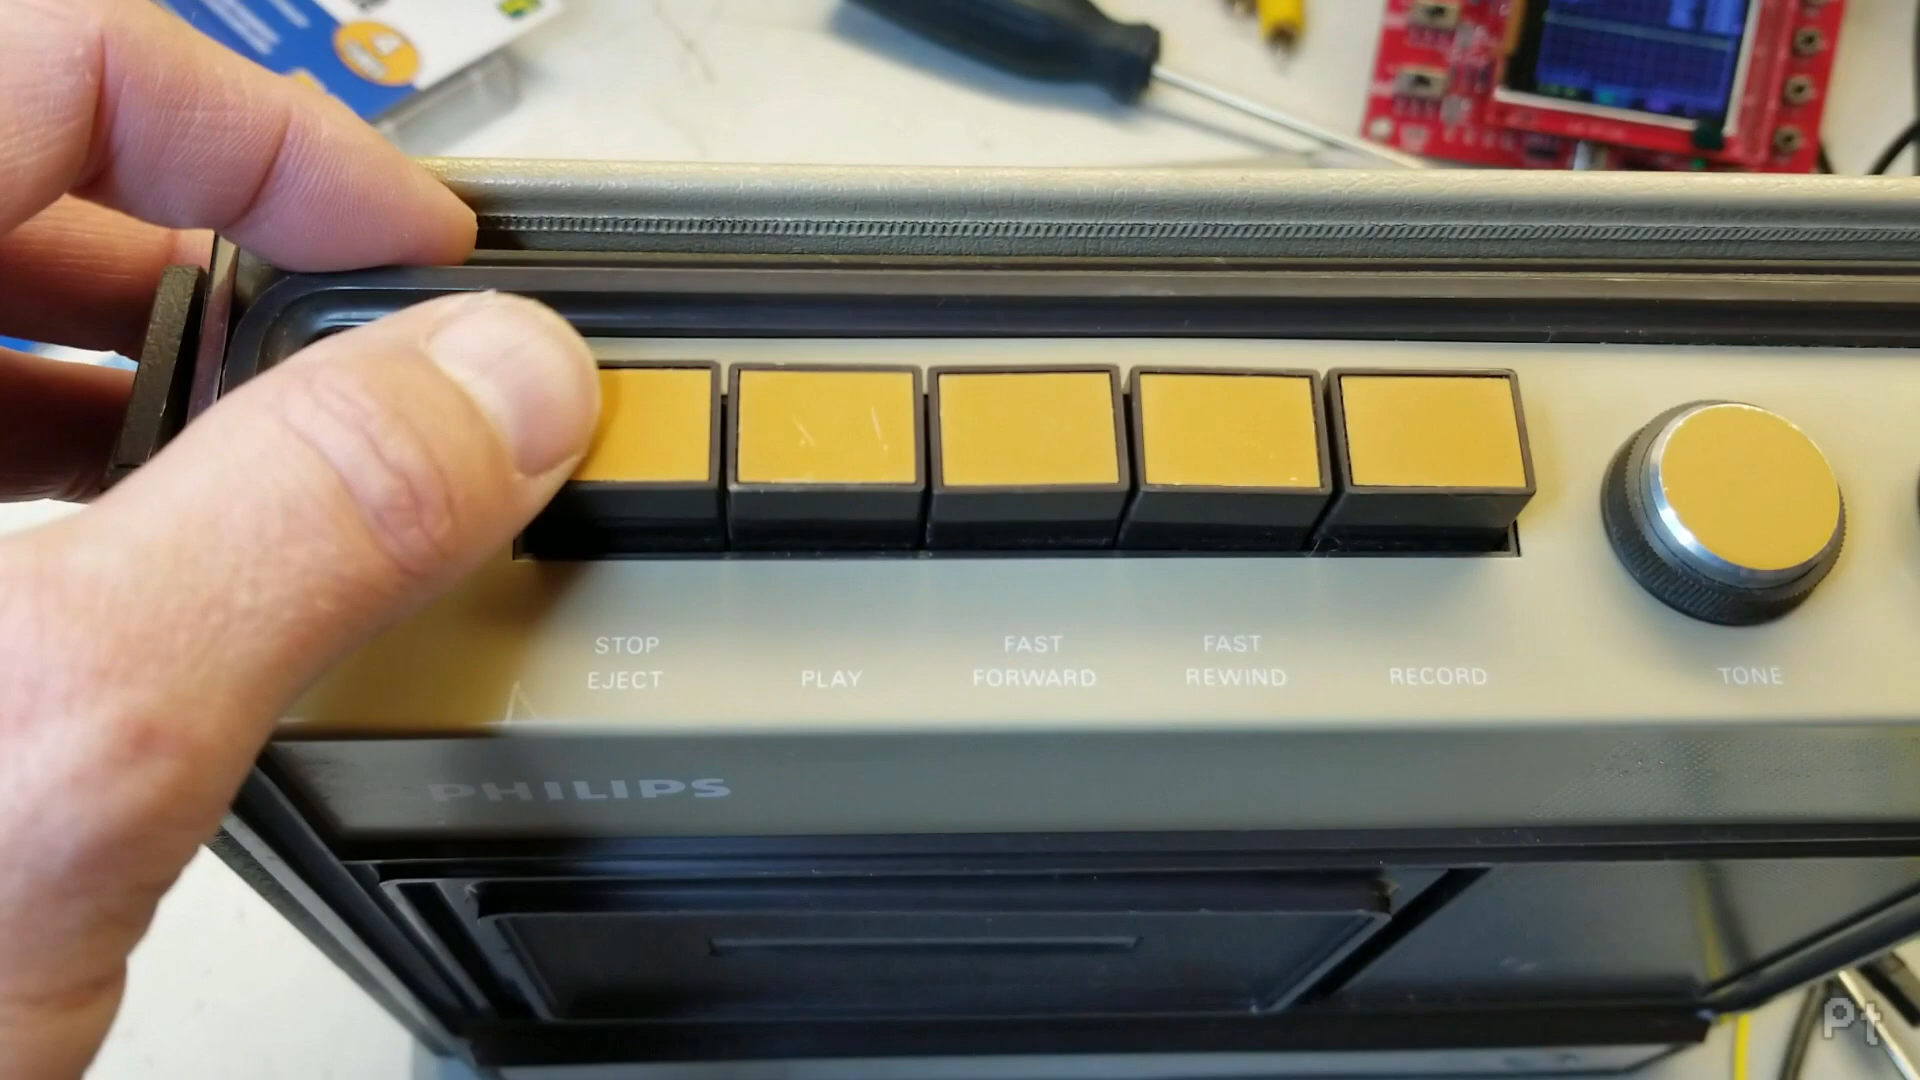 STOP
EJECT
PLAY
FAST
FORWARD
FAST
REWIND
RECORD
TONE
PHILIPS
Pt